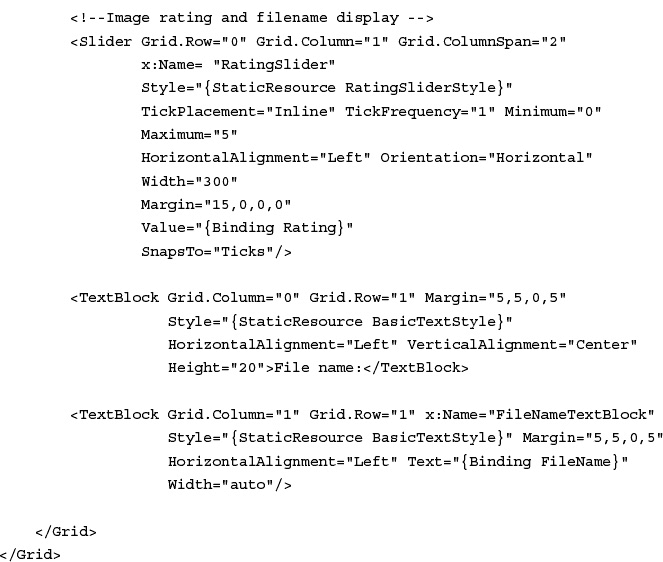 <!--Image rating and filename display -->
<Slider Grid.Row="0" Grid.Column="1" Grid.ColumnSpan="2"
x:Name= "RatingSlider"
Style="{StaticResource RatingSliderStyle}"
TickPlacement="Inline" TickFrequency="1" Minimum="0"
Maximum="5"
HorizontalAlignment="Left" Orientation="Horizontal"
Width="300"
Margin="15,0,0,0"
Value="{Binding Rating}"
SnapsTo="Ticks"/>
<TextBlock Grid.Column="0" Grid.Row="1" Margin="5,5,0,5"
Style="{StaticResource BasicTextStyle}"
HorizontalAlignment="Left" VerticalAlignment="Center"
Height="20">File name:</TextBlock>
<TextBlock Grid.Column="1" Grid.Row="1" x:Name="FileNameTextBlock"
Style="{StaticResource BasicTextStyle}" Margin="5,5,0,5"
HorizontalAlignment="Left" Text="{Binding FileName}"
Width="auto"/>
</Grid>
</Grid>